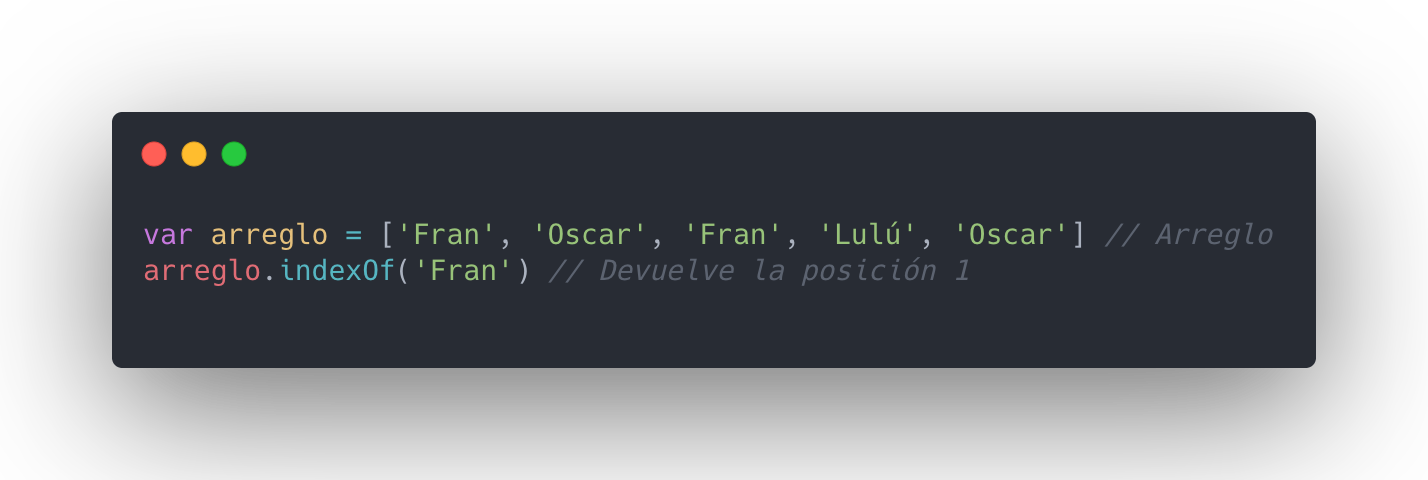 var arreglo = ['Fran', 'Oscar', 'Fran', 'Lulú', 'Oscar'] // Arreglo
arreglo.indexOf('Fran') // Devuelve la posición 1